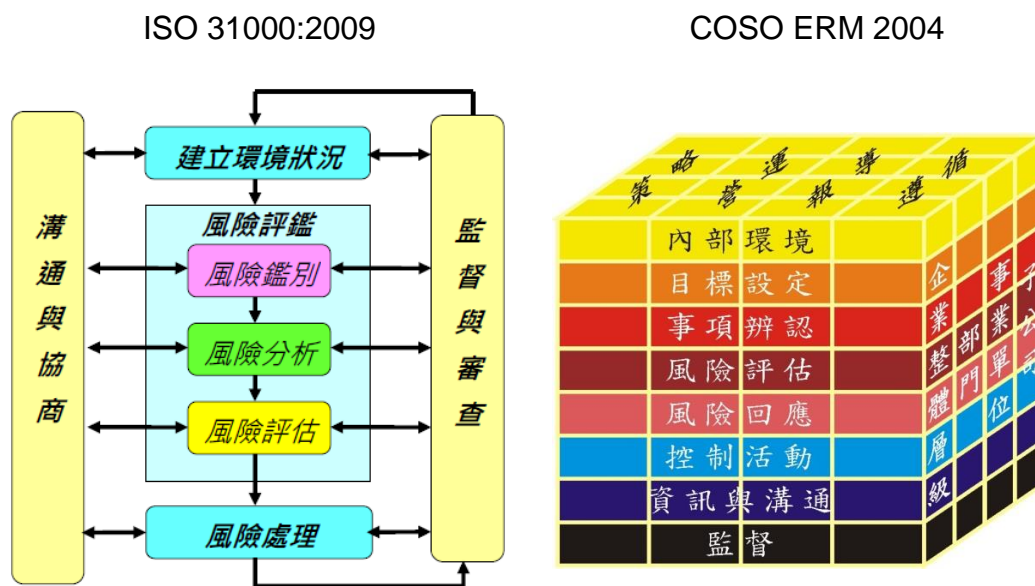 ISO 31000:2009
COSO ERM 2004
溝通與協商
建立環境狀況
風險評鑑
風險鑑別
風險分析
風險評估
風險處理
監督與審查
策略
營運
報導
遵循
內部環境
目標設定
事項辨認
風險評估
風險回應
控制活動
資訊與溝通
監督
企業整體層級
部門
事業單位
子公司